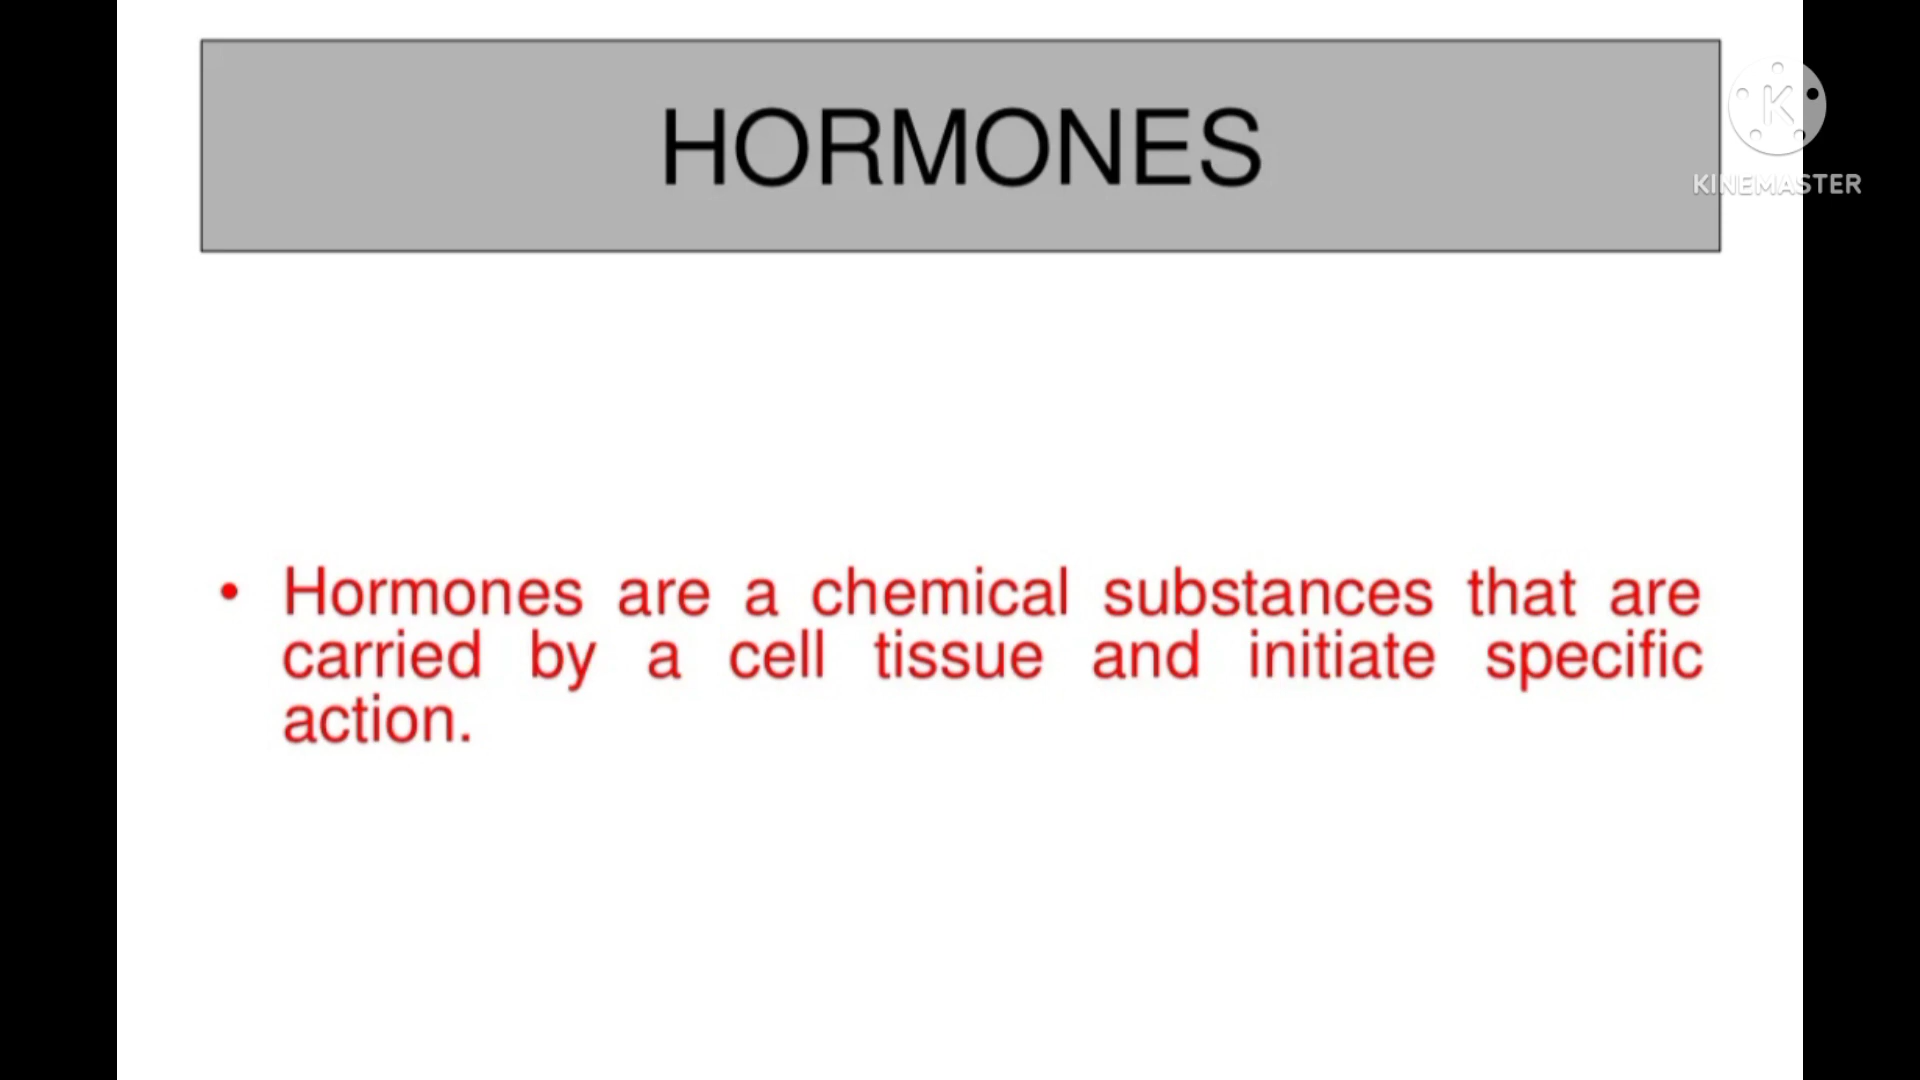 HORMONES
K
KINEMASTER
• Hormones are a chemical substances that are
carried by a cell tissue and initiate specific
action.